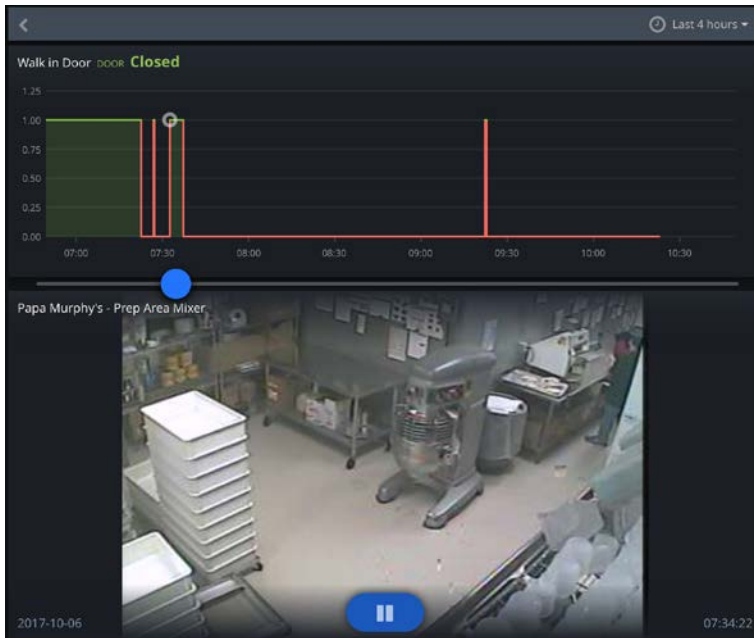 Last 4 hours
Walk in Door DOOR Closed
1.25
1.00
0.75
0.50
0.25
0.00
07:00 07:30 08:00 08:30 09:00 09:30 10:00 10:30
Papa Murphy's - Prep Area Mixer
2017-10-06 07:34:22